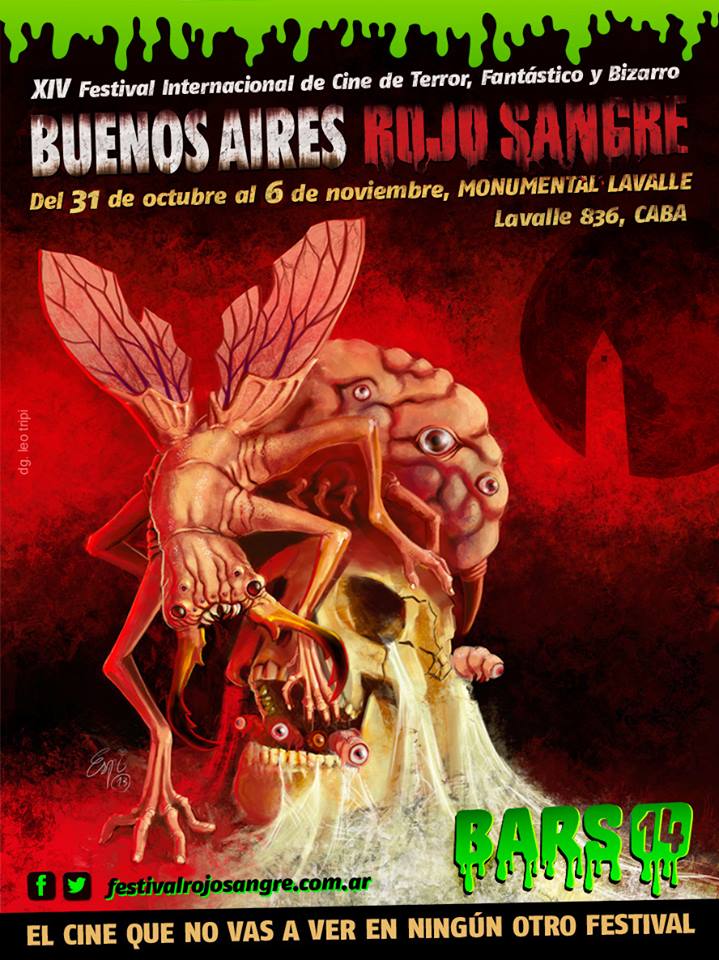 XIV Festival Internacional de Cine de Terror, Fantástico y Bizarro
BUENOS AIRES ROJO SANGRE
Del 31 de octubre al 6 de noviembre, MONUMENTAL LAVALLE
Lavalle 836, CABA
dg. leo tripi
13
BARS 14
f festivalrojosangre.com.ar
EL CINE QUE NO VAS A VER EN NINGÚN OTRO FESTIVAL